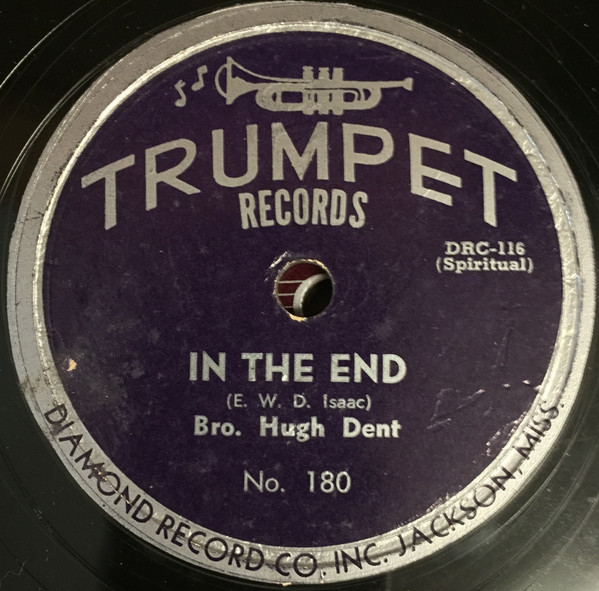 TRUMPET
RECORDS
DRC-116
(Spiritual)
IN THE END
(E. W. D. Isaac)
Bro. Hugh Dent
No. 180
DIAMOND RECORD CO. INC. JACKSON, MISS.